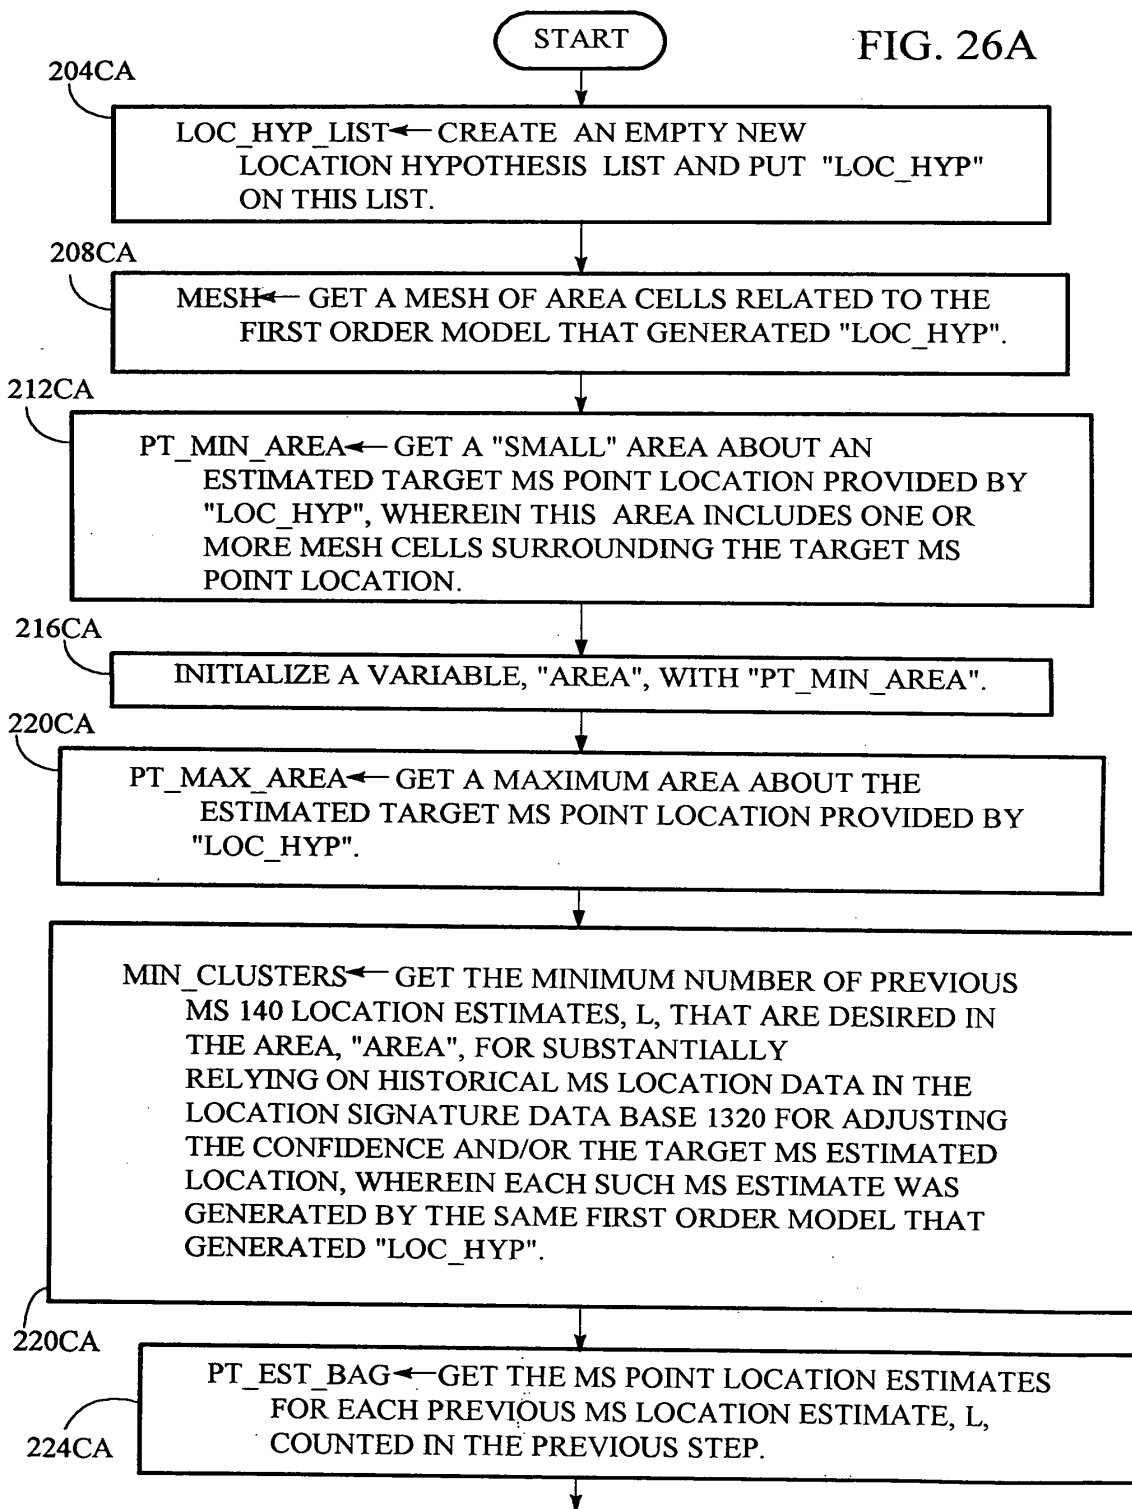 START
FIG. 26A
204CA
LOC_HYP_LIST← CREATE AN EMPTY NEW
LOCATION HYPOTHESIS LIST AND PUT "LOC_HYP"
ON THIS LIST.
208CA
MESH← GET A MESH OF AREA CELLS RELATED TO THE
FIRST ORDER MODEL THAT GENERATED "LOC_HYP".
212CA
PT_MIN_AREA← GET A "SMALL" AREA ABOUT AN
ESTIMATED TARGET MS POINT LOCATION PROVIDED BY
"LOC_HYP", WHEREIN THIS AREA INCLUDES ONE OR
MORE MESH CELLS SURROUNDING THE TARGET MS
POINT LOCATION.
216CA
INITIALIZE A VARIABLE, "AREA", WITH "PT_MIN_AREA".
220CA
PT_MAX_AREA← GET A MAXIMUM AREA ABOUT THE
ESTIMATED TARGET MS POINT LOCATION PROVIDED BY
"LOC_HYP".
MIN_CLUSTERS← GET THE MINIMUM NUMBER OF PREVIOUS
MS 140 LOCATION ESTIMATES, L, THAT ARE DESIRED IN
THE AREA, "AREA", FOR SUBSTANTIALLY
RELYING ON HISTORICAL MS LOCATION DATA IN THE
LOCATION SIGNATURE DATA BASE 1320 FOR ADJUSTING
THE CONFIDENCE AND/OR THE TARGET MS ESTIMATED
LOCATION, WHEREIN EACH SUCH MS ESTIMATE WAS
GENERATED BY THE SAME FIRST ORDER MODEL THAT
GENERATED "LOC_HYP".
220CA
PT_EST_BAG←GET THE MS POINT LOCATION ESTIMATES
FOR EACH PREVIOUS MS LOCATION ESTIMATE, L,
COUNTED IN THE PREVIOUS STEP.
224CA